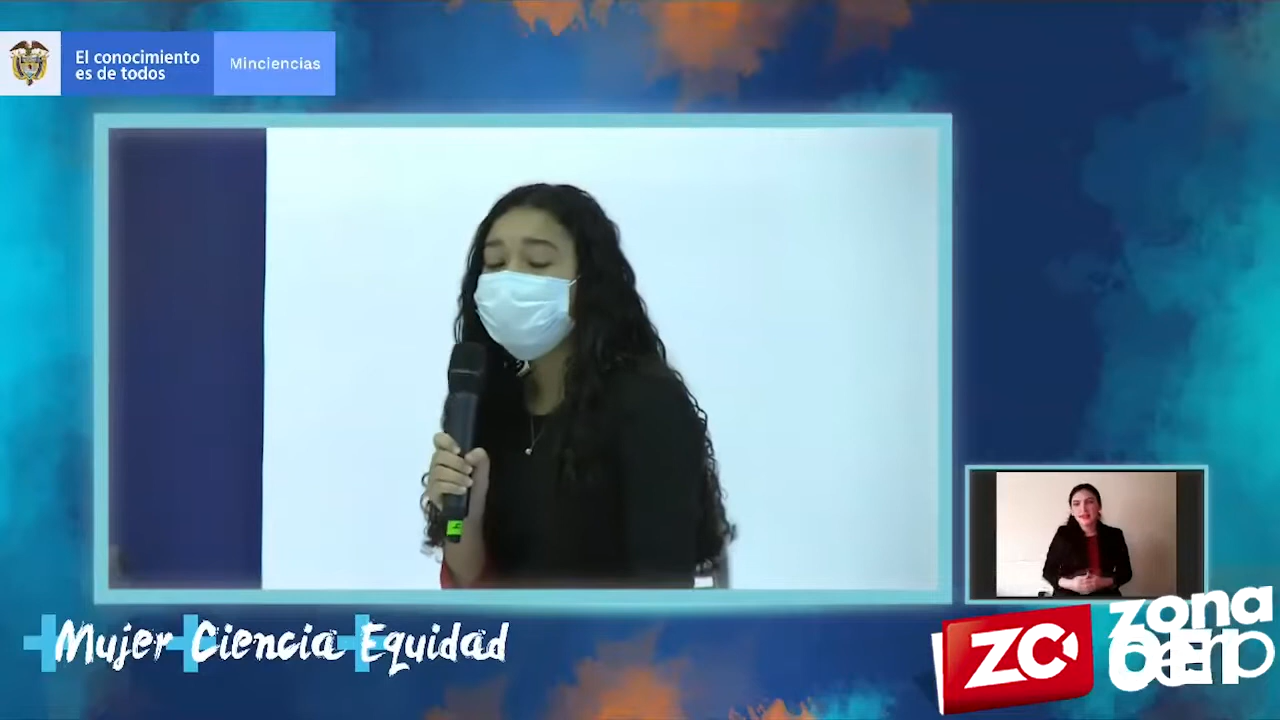 El conocimiento
es de todos
Minciencias
+Mujer+Ciencia+Equidad
ZC
zona